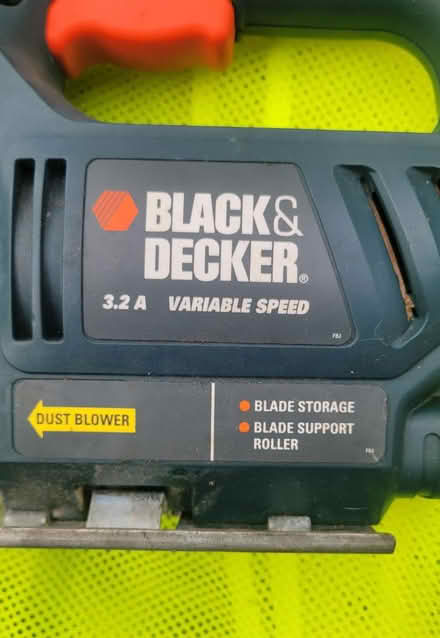 BLACK&
DECKER®
3.2 A VARIABLE SPEED
DUST BLOWER
BLADE STORAGE
BLADE SUPPORT
ROLLER